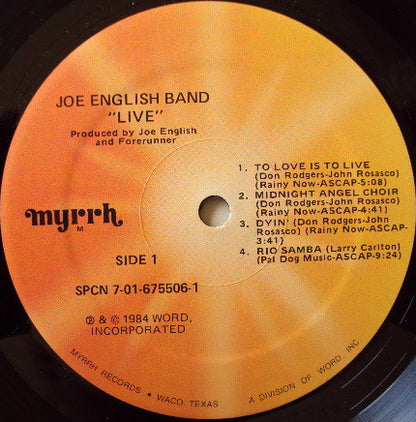 JOE ENGLISH BAND
"LIVE"
Produced by Joe English
and Forerunner
myrrh
M
SIDE 1
SPCN 7-01-675506-1
℗ & © 1984 WORD,
INCORPORATED
1. TO LOVE IS TO LIVE
(Don Rodgers-John Rosasco)
(Rainy Now-ASCAP-5:08)
2. MIDNIGHT ANGEL CHOIR
(Don Rodgers-John Rosasco)
(Rainy Now-ASCAP-4:41)
3. DYIN' (Don Rodgers-John
Rosasco) (Rainy Now-ASCAP-
3:41)
4. RIO SAMBA (Larry Carlton)
(Pal Dog Music-ASCAP-9:24)
MYRRH RECORDS • WACO, TEXAS
A DIVISION OF WORD, INC.